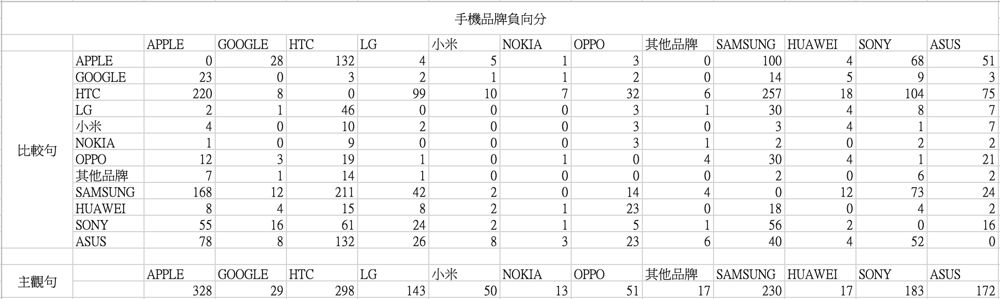 手機品牌負向分
APPLE GOOGLE HTC LG 小米 NOKIA OPPO 其他品牌 SAMSUNG HUAWEI SONY ASUS
APPLE 0 28 132 4 5 1 3 0 100 4 68 51
GOOGLE 23 0 3 2 1 1 2 0 14 5 9 3
HTC 220 8 0 99 10 7 32 6 257 18 104 75
LG 2 1 46 0 0 0 3 1 30 4 8 7
小米 4 0 10 2 0 0 3 0 3 4 1 7
比較句
NOKIA 1 0 9 0 0 0 3 1 2 0 2 2
OPPO 12 3 19 1 0 1 0 4 30 4 1 21
其他品牌 7 1 14 1 0 0 0 0 2 0 6 2
SAMSUNG 168 12 211 42 2 0 14 4 0 12 73 24
HUAWEI 8 4 15 8 2 1 23 0 18 0 4 2
SONY 55 16 61 24 2 1 5 1 56 2 0 16
ASUS 78 8 132 26 8 3 23 6 40 4 52 0
主觀句
APPLE GOOGLE HTC LG 小米 NOKIA OPPO 其他品牌 SAMSUNG HUAWEI SONY ASUS
328 29 298 143 50 13 51 17 230 17 183 172